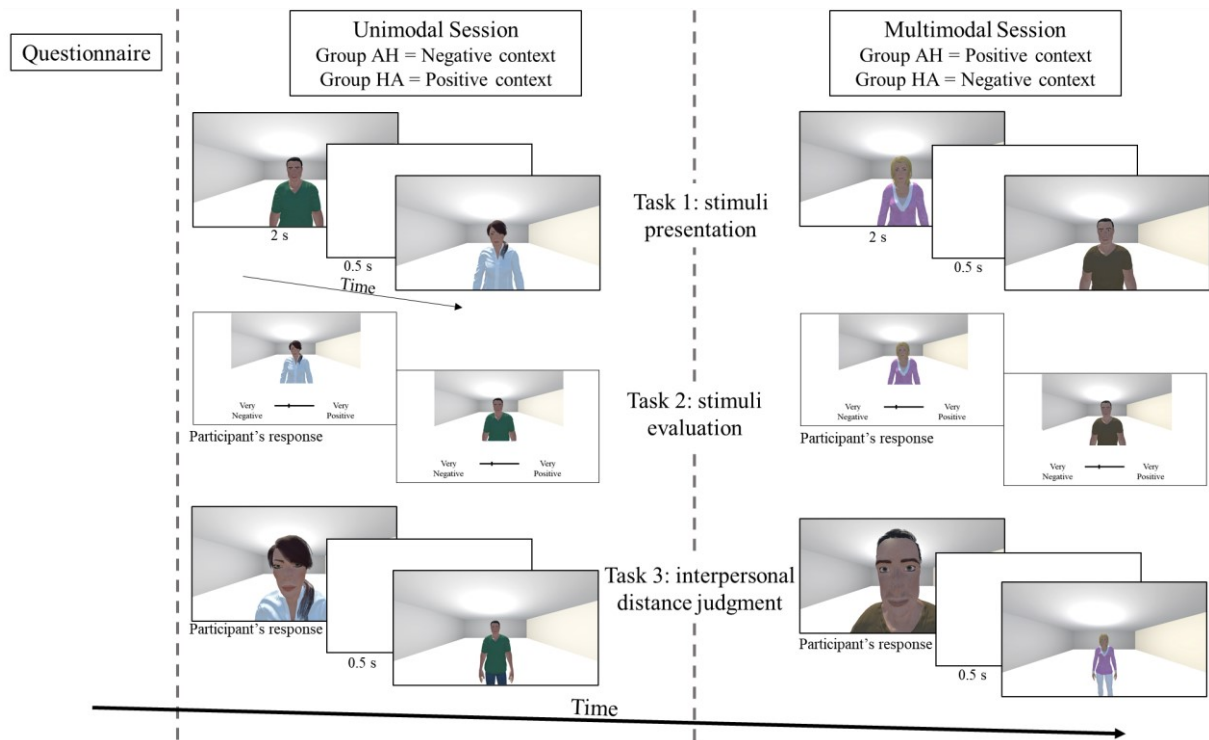 Questionnaire
Unimodal Session
Group AH = Negative context
Group HA = Positive context
Multimodal Session
Group AH = Positive context
Group HA = Negative context
2 s
0.5 s
Time
Task 1: stimuli
presentation
2 s
0.5 s
Very
Negative
Very
Positive
Participant's response
Very
Negative
Very
Positive
Task 2: stimuli
evaluation
Very
Negative
Very
Positive
Participant's response
Very
Negative
Very
Positive
Participant's response
0.5 s
Task 3: interpersonal
distance judgment
Participant's response
0.5 s
Time